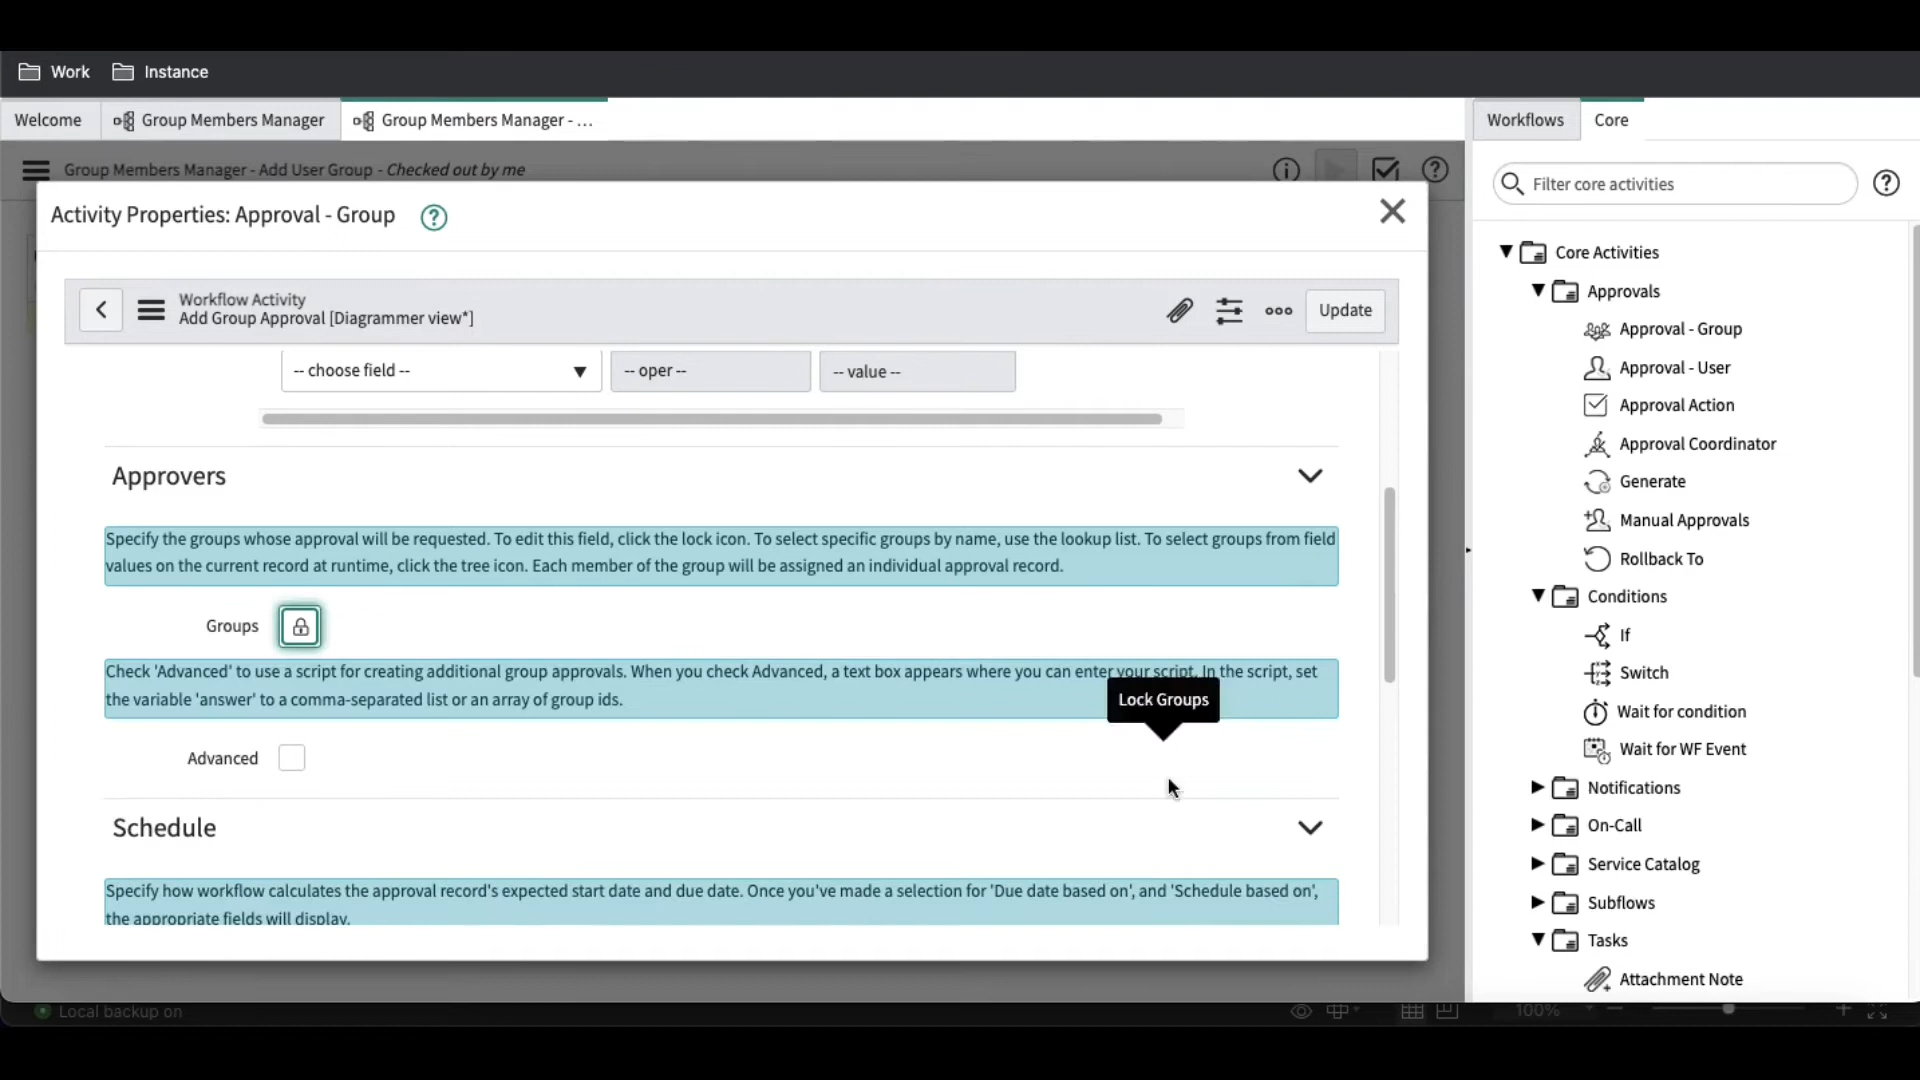 Work Instance
Welcome Group Members Manager Group Members Manager - ... Workflows Core
Group Members Manager - Add User Group - Checked out by me
Filter core activities
Activity Properties: Approval - Group
Workflow Activity
Add Group Approval [Diagrammer view*]
Update
-- choose field -- -- oper -- -- value --
Approvers
Specify the groups whose approval will be requested. To edit this field, click the lock icon. To select specific groups by name, use the lookup list. To select groups from field
values on the current record at runtime, click the tree icon. Each member of the group will be assigned an individual approval record.
Groups
Check 'Advanced' to use a script for creating additional group approvals. When you check Advanced, a text box appears where you can enter your script. In the script, set
the variable 'answer' to a comma-separated list or an array of group ids.
Lock Groups
Advanced
Schedule
Specify how workflow calculates the approval record's expected start date and due date. Once you've made a selection for 'Due date based on', and 'Schedule based on',
the appropriate fields will display.
Core Activities
Approvals
Approval - Group
Approval - User
Approval Action
Approval Coordinator
Generate
Manual Approvals
Rollback To
Conditions
If
Switch
Wait for condition
Wait for WF Event
Notifications
On-Call
Service Catalog
Subflows
Tasks
Attachment Note
Local backup on 100%